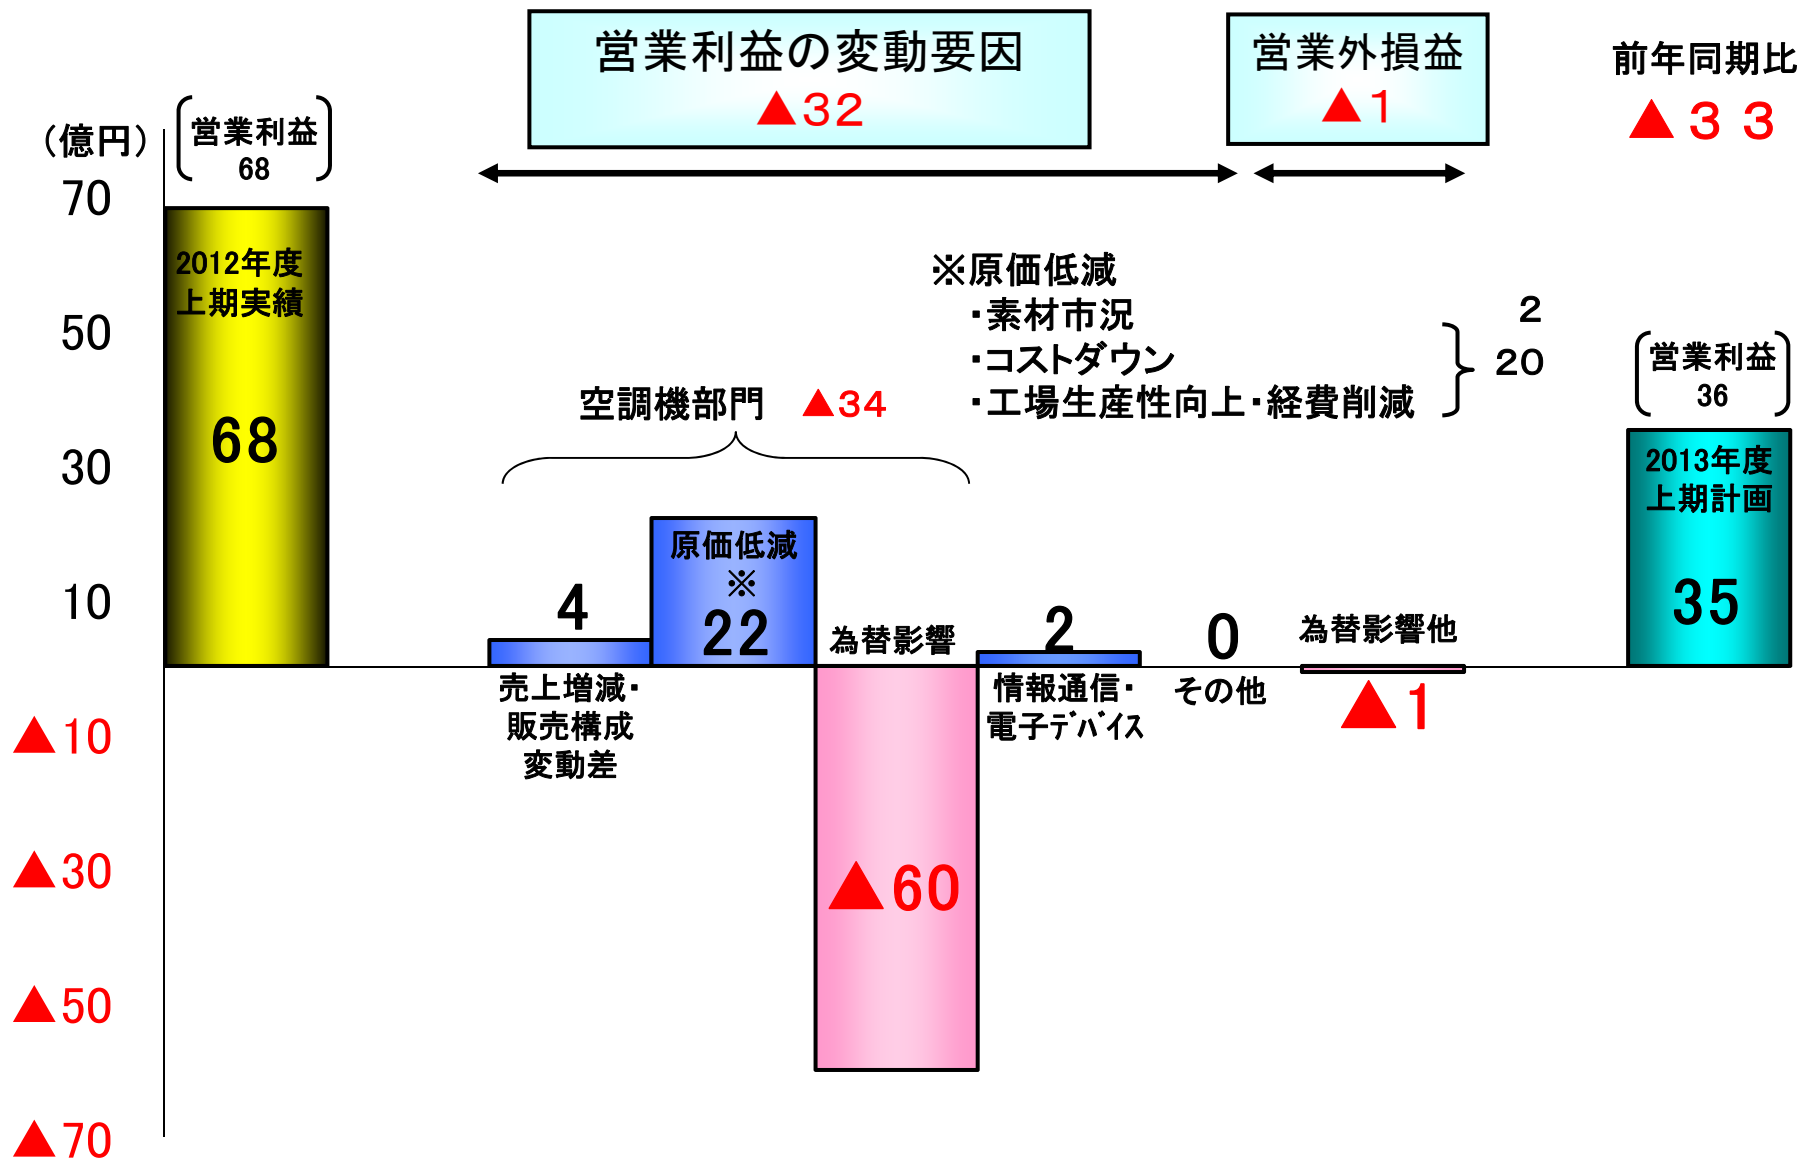 営業利益の変動要因
▲32
営業外損益
▲1
前年同期比
▲33
(億円)
営業利益
68
70
50
30
10
▲10
▲30
▲50
▲70
2012年度
上期実績
68
※原価低減
・素材市況 2
・コストダウン
・工場生産性向上・経費削減
20
空調機部門 ▲34
4
売上増減・
販売構成
変動差
原価低減
※
22
為替影響
▲60
2
情報通信・
電子ﾃﾞﾊﾞｲｽ
0
その他
為替影響他
▲1
営業利益
36
2013年度
上期計画
35